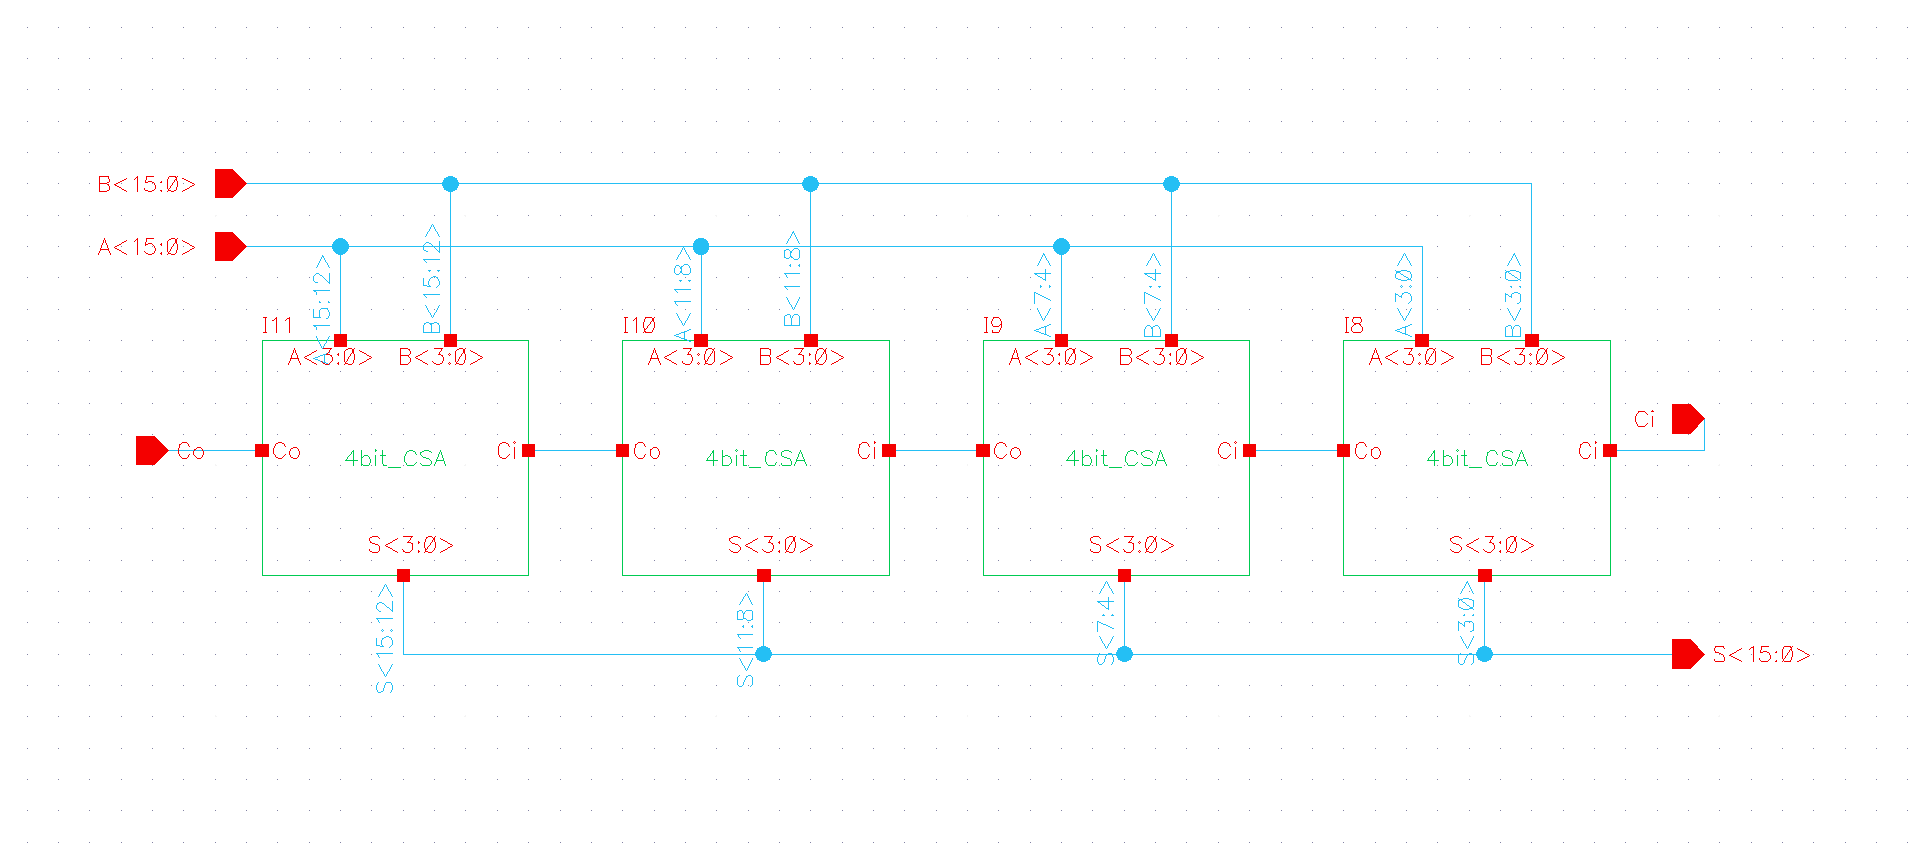 B<15:0>
A<15:0>
A<15:12>
B<15:12>
A<11:8>
B<11:8>
A<7:4>
B<7:4>
A<3:0>
B<3:0>
I11
I10
I9
I8
A<3:0> B<3:0>
A<3:0> B<3:0>
A<3:0> B<3:0>
A<3:0> B<3:0>
Ci
Co
Co 4bit_CSA Ci
Co 4bit_CSA Ci
Co 4bit_CSA Ci
Co 4bit_CSA Ci
S<3:0>
S<3:0>
S<3:0>
S<3:0>
S<15:12>
S<11:8>
S<7:4>
S<3:0>
S<15:0>